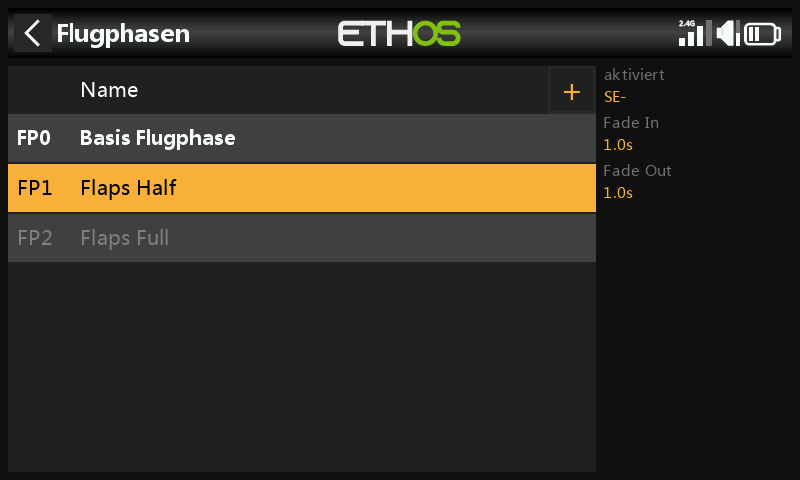 Flugphasen
ETHOS
2.4G
Name
+
FP0 Basis Flugphase
FP1 Flaps Half
FP2 Flaps Full
aktiviert
SE-
Fade In
1.0s
Fade Out
1.0s